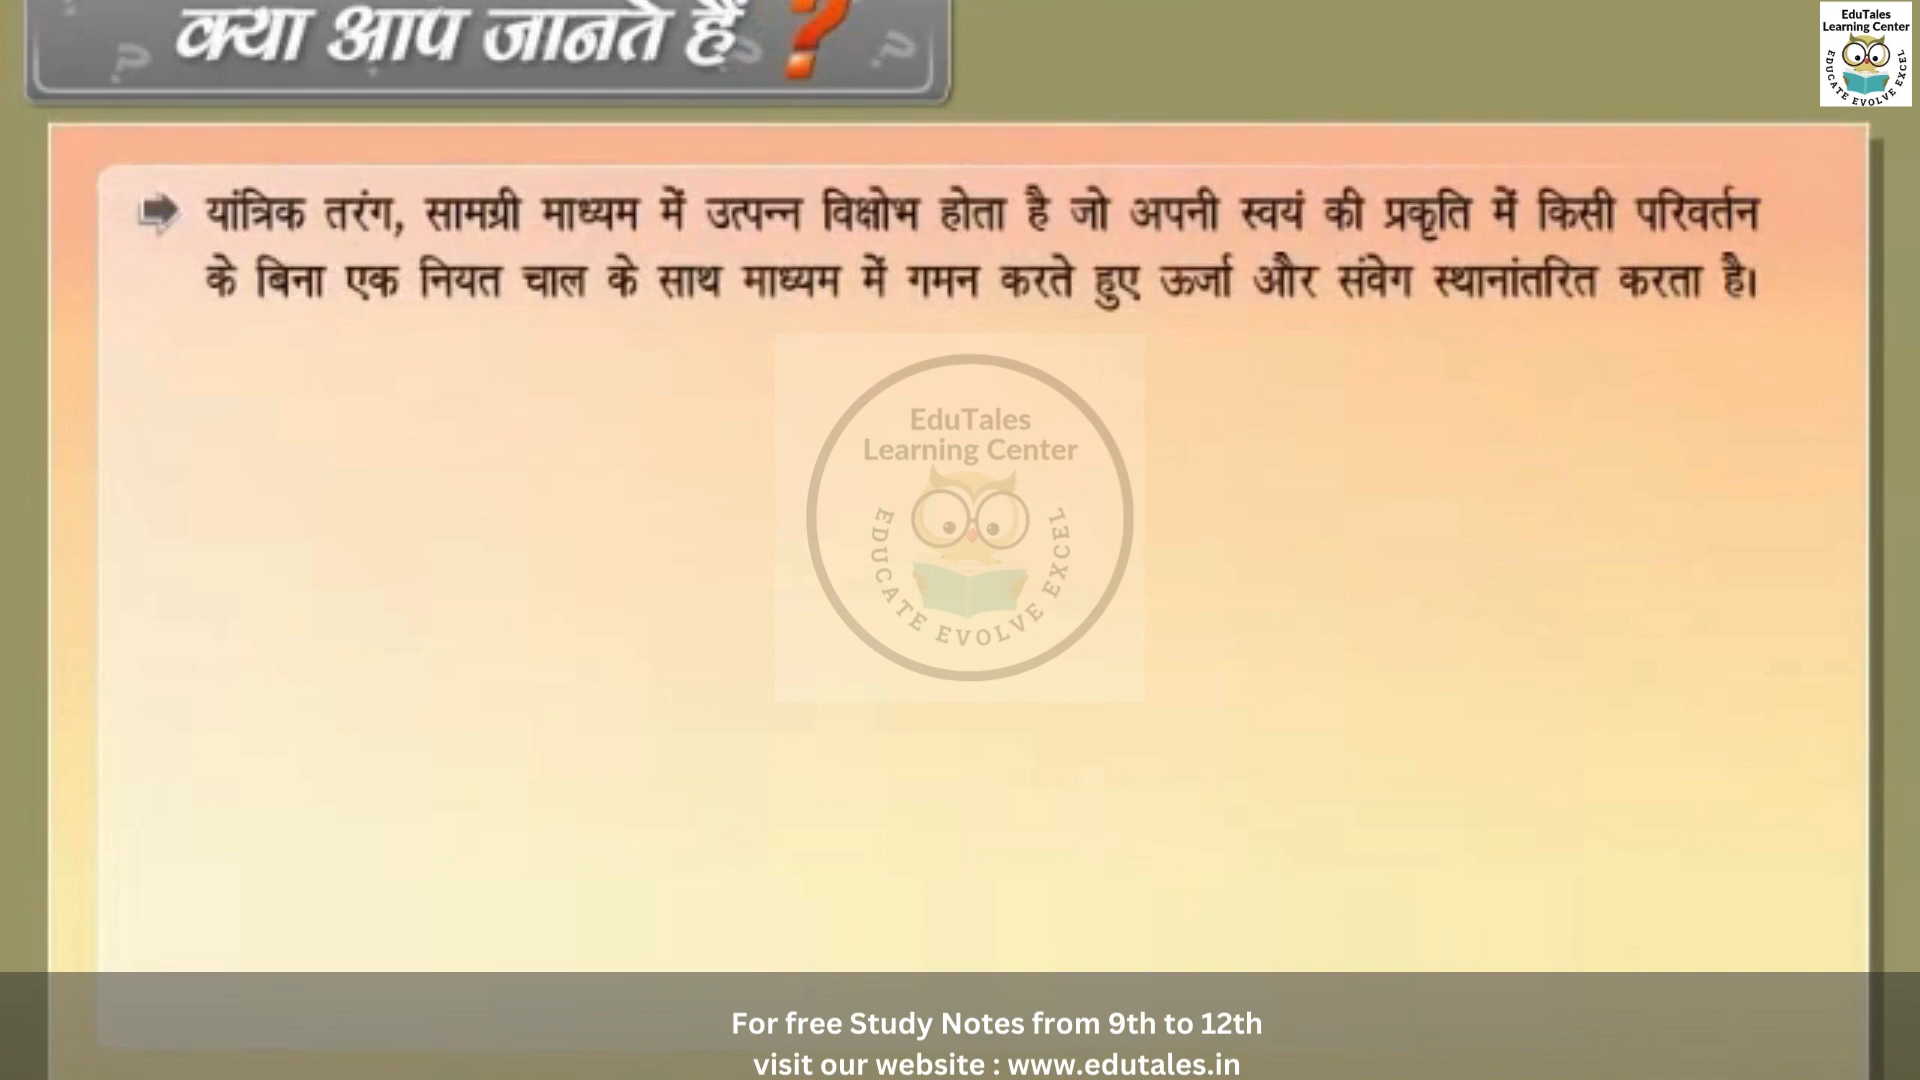 क्या आप जानते हैं ?
EduTales
Learning Center
EDUCATE EVOLVE EXCEL
यांत्रिक तरंग, सामग्री माध्यम में उत्पन्न विक्षोभ होता है जो अपनी स्वयं की प्रकृति में किसी परिवर्तन
के बिना एक नियत चाल के साथ माध्यम में गमन करते हुए ऊर्जा और संवेग स्थानांतरित करता है।
EduTales
Learning Center
EDUCATE EVOLVE EXCEL
For free Study Notes from 9th to 12th
visit our website : www.edutales.in